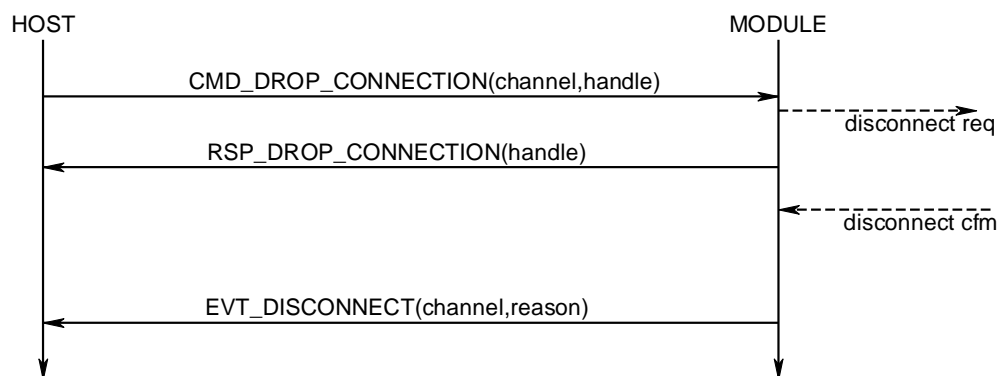 HOST
MODULE
CMD_DROP_CONNECTION(channel,handle)
disconnect req
RSP_DROP_CONNECTION(handle)
disconnect cfm
EVT_DISCONNECT(channel,reason)